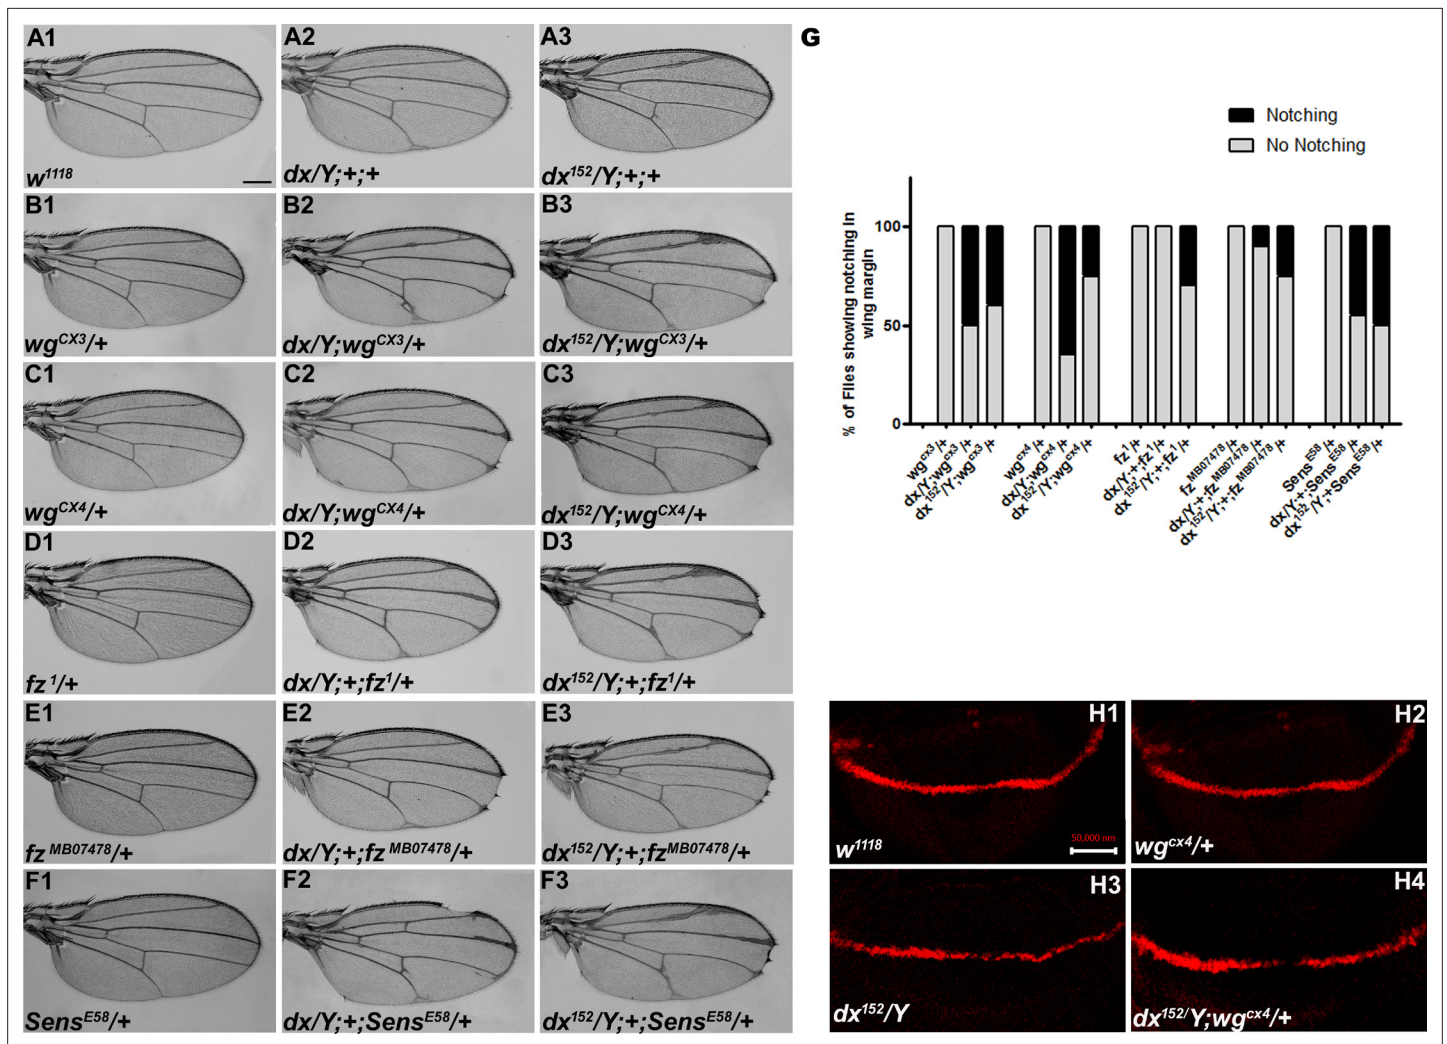 A1
A2
A3
w1118
dx/Y;+;+
dx152/Y;+;+
B1
B2
B3
wgCX3/+
dx/Y;wgCX3/+
dx152/Y;wgCX3/+
C1
C2
C3
wgCX4/+
dx/Y;wgCX4/+
dx152/Y;wgCX4/+
D1
D2
D3
fz1/+
dx/Y;+;fz1/+
dx152/Y;+;fz1/+
E1
E2
E3
fz MB07478/+
dx/Y;+;fz MB07478/+
dx152/Y;+;fzMB07478/+
F1
F2
F3
SensE58/+
dx/Y;+;SensE58/+
dx152/Y;+;SensE58/+
G
Notching
No Notching
% of Flies showing notching in
wing margin
100
50
0
wgcx3/+
dx/Y;wgcx3/+
dx152/Y;wgcx3/+
wgcx4/+
dx/Y;wgcx4/+
dx152/Y;wgcx4/+
fz1/+
dx/Y;+;fz1/+
dx152/Y;+;fz1/+
fzMB07478/+
dx/Y;+;fzMB07478/+
dx152/Y;+;fzMB07478/+
SensE58/+
dx/Y;+;SensE58/+
dx152/Y;+SensE58/+
H1
H2
50,000 nm
w1118
wgcx4/+
H3
H4
dx152/Y
dx152/Y;wgcx4/+